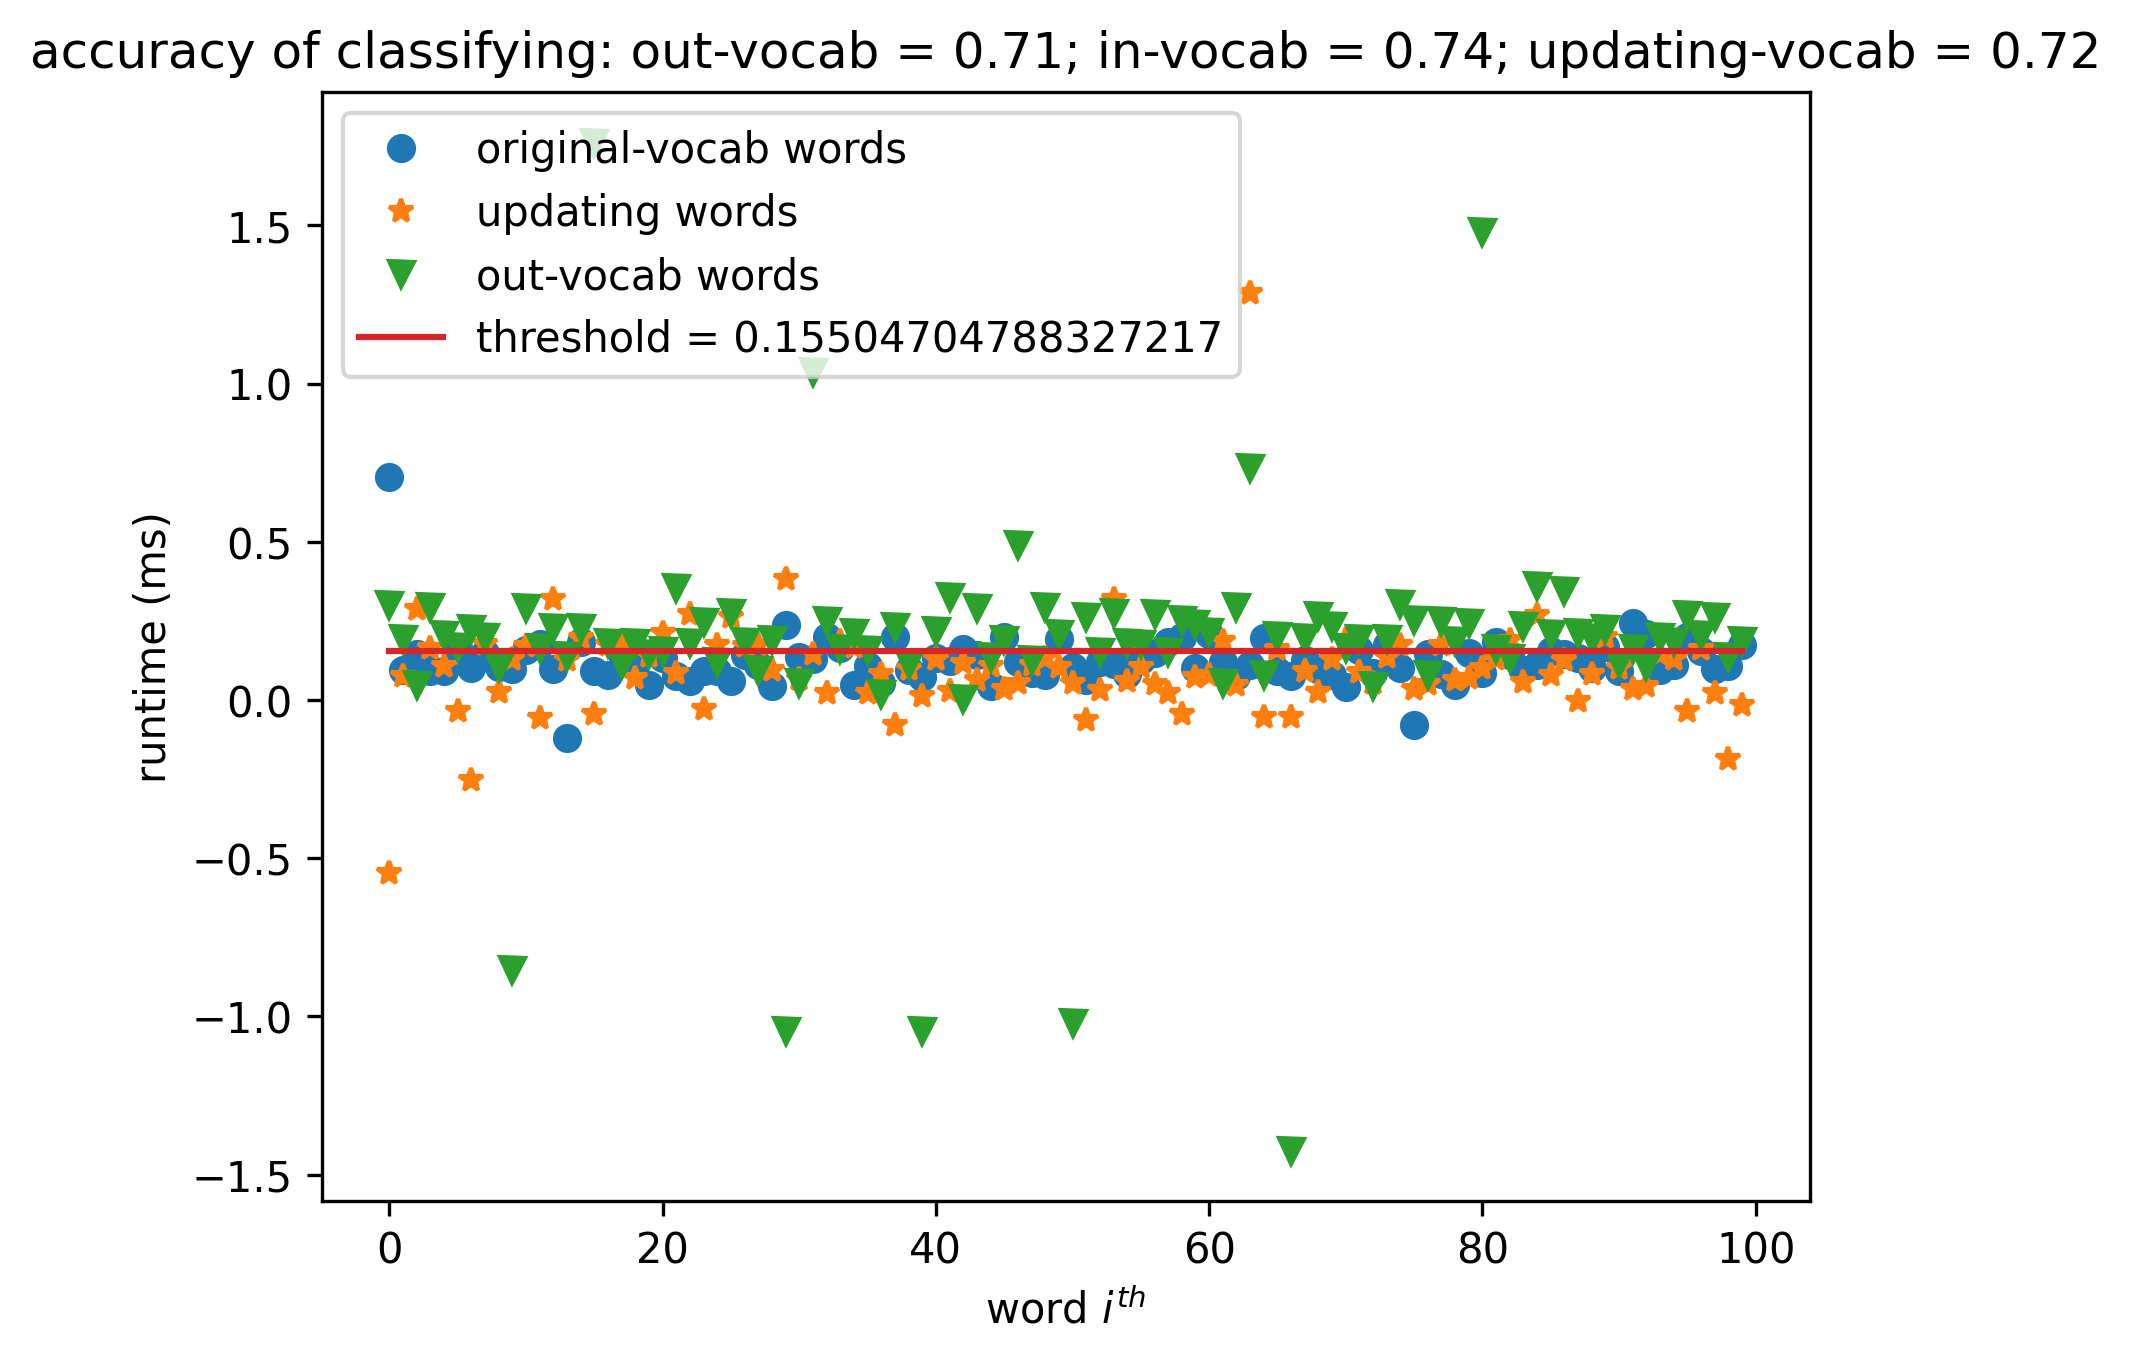 accuracy of classifying: out-vocab = 0.71; in-vocab = 0.74; updating-vocab = 0.72
original-vocab words
updating words
out-vocab words
threshold = 0.15504704788327217
1.5
1.0
0.5
0.0
−0.5
−1.0
−1.5
runtime (ms)
0 20 40 60 80 100
word i^th